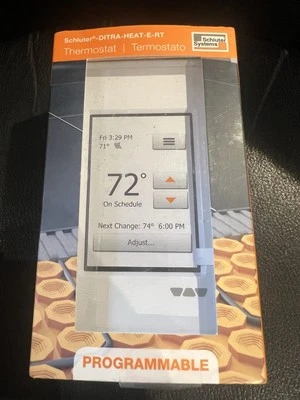 Schluter®-DITRA-HEAT-E-RT
Thermostat | Termostato
Schluter
Systems
Fri 3:29 PM
71°
72°
On Schedule
Next Change: 74° 6:00 PM
Adjust...
PROGRAMMABLE